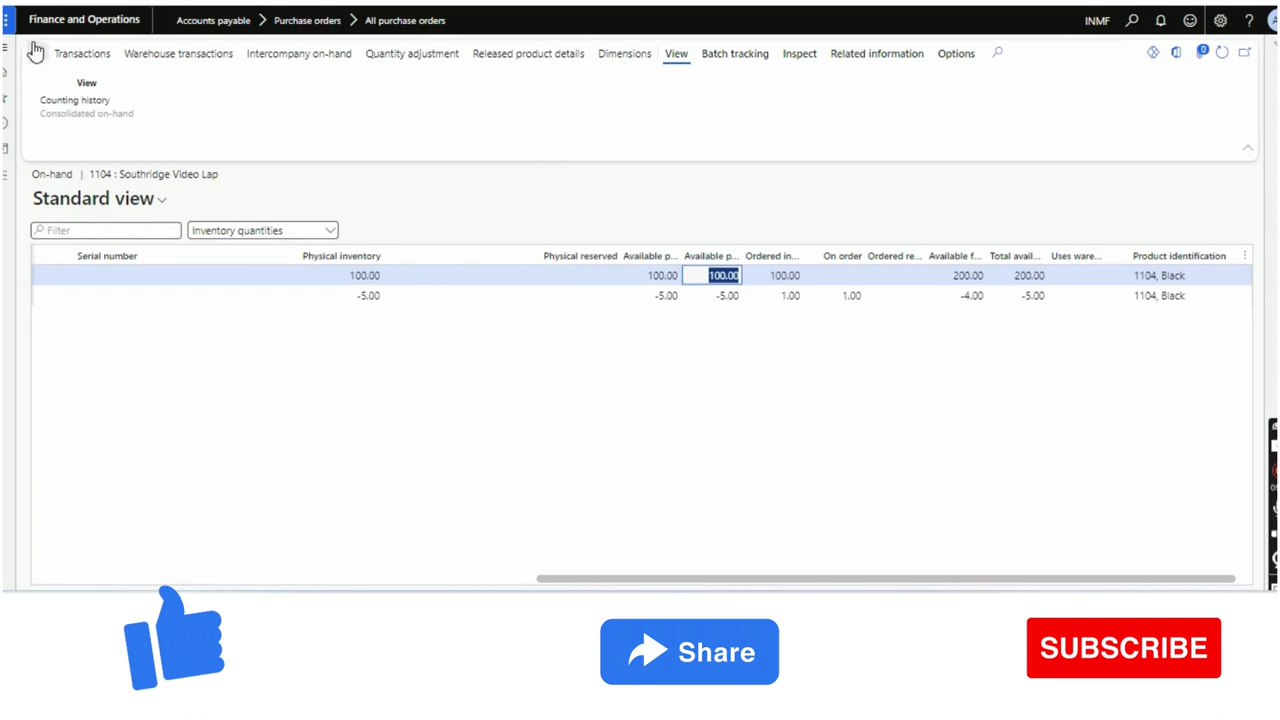 Finance and Operations Accounts payable Purchase orders All purchase orders INMF
Transactions Warehouse transactions Intercompany on-hand Quantity adjustment Released product details Dimensions View Batch tracking Inspect Related information Options 0
View
Counting history
Consolidated on-hand
On-hand | 1104 : Southridge Video Lap
Standard view
Filter Inventory quantities
Serial number Physical inventory Physical reserved Available p... Available p... Ordered in... On order Ordered re... Available f... Total avail... Uses ware... Product identification
100.00 100.00 100.00 100.00 200.00 200.00 1104, Black
-5.00 -5.00 -5.00 1.00 1.00 -4.00 -5.00 1104, Black
Share
SUBSCRIBE